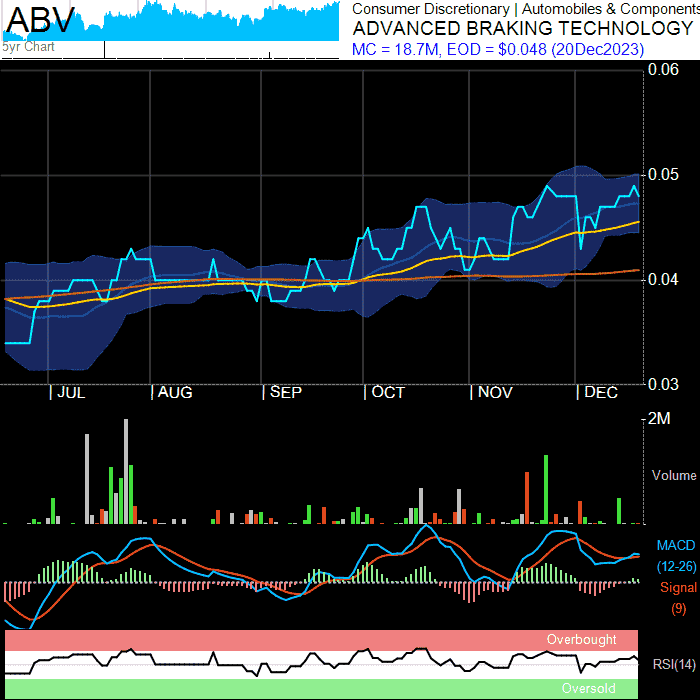 ABV
5yr Chart
Consumer Discretionary | Automobiles & Components
ADVANCED BRAKING TECHNOLOGY
MC = 18.7M, EOD = $0.048 (20Dec2023)
0.06
0.05
0.04
0.03
| JUL | AUG | SEP | OCT | NOV | DEC
2M
Volume
MACD
(12-26)
Signal
(9)
Overbought
RSI(14)
Oversold